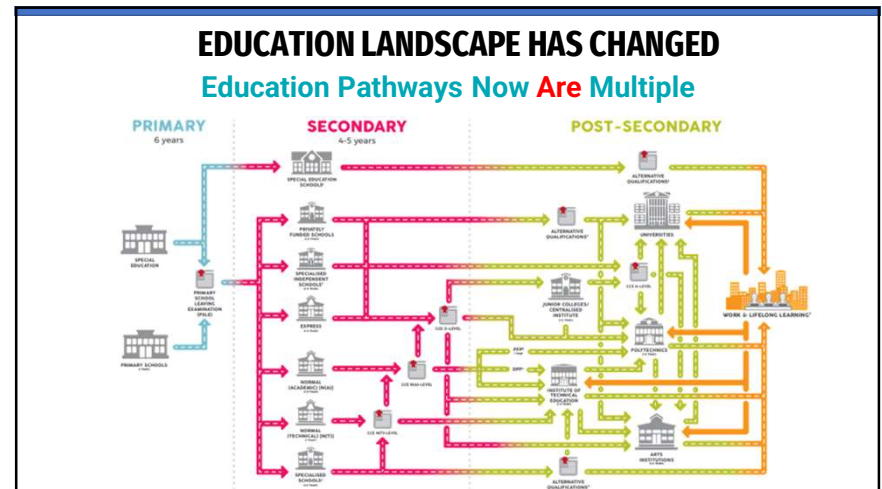 EDUCATION LANDSCAPE HAS CHANGED
Education Pathways Now Are Multiple
PRIMARY
6 years
SECONDARY
4-5 years
POST-SECONDARY
SPECIAL EDUCATION
SCHOOLS
ALTERNATIVE
QUALIFICATIONS
PRIVATELY
FUNDED SCHOOLS
ALTERNATIVE
QUALIFICATIONS
UNIVERSITIES
SPECIAL
EDUCATION
SPECIALISED
INDEPENDENT
SCHOOLS
GCE A-LEVEL
PRIMARY
SCHOOL
LEAVING
EXAMINATION
(PSLE)
JUNIOR COLLEGES/
CENTRALISED
INSTITUTE
EXPRESS
GCE O-LEVEL
WORK & LIFELONG LEARNING
POLYTECHNICS
PRIMARY SCHOOLS
PFP
DPP
NORMAL
(ACADEMIC) [N(A)]
GCE N(A)-LEVEL
INSTITUTE OF
TECHNICAL
EDUCATION
NORMAL
(TECHNICAL) [N(T)]
GCE N(T)-LEVEL
ARTS
INSTITUTIONS
SPECIALISED
SCHOOLS
ALTERNATIVE
QUALIFICATIONS